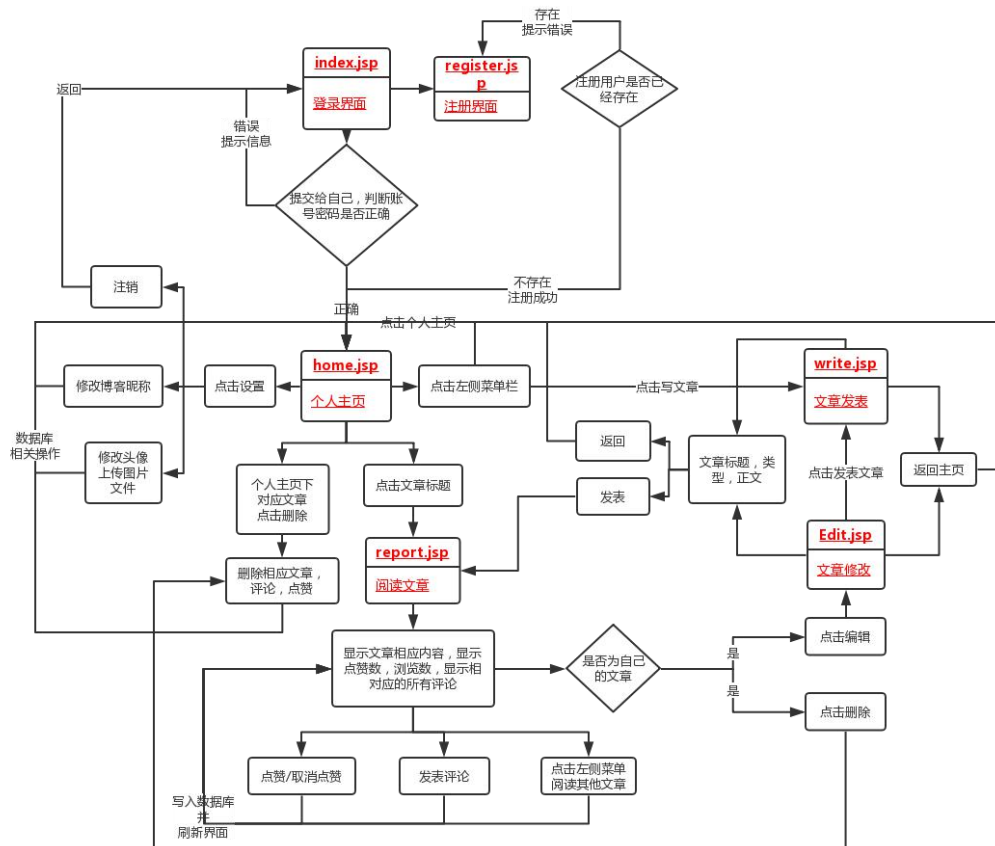 存在
提示错误
index.jsp
登录界面
register.js
p
注册界面
注册用户是否已
经存在
返回
错误
提示信息
提交给自己，判断账
号密码是否正确
注销
不存在
注册成功
正确
点击个人主页
home.jsp
个人主页
修改博客昵称
点击设置
点击左侧菜单栏
点击写文章
write.jsp
文章发表
数据库
相关操作
修改头像
上传图片
文件
返回
文章标题，类
型，正文
点击发表文章
返回主页
个人主页下
对应文章
点击删除
点击文章标题
发表
Edit.jsp
文章修改
report.jsp
阅读文章
删除相应文章，
评论，点赞
显示文章相应内容，显示
点赞数，浏览数，显示相
对应的所有评论
是否为自己
的文章
是
是
点击编辑
点击删除
点赞/取消点赞
发表评论
点击左侧菜单
阅读其他文章
写入数据库
并
刷新界面